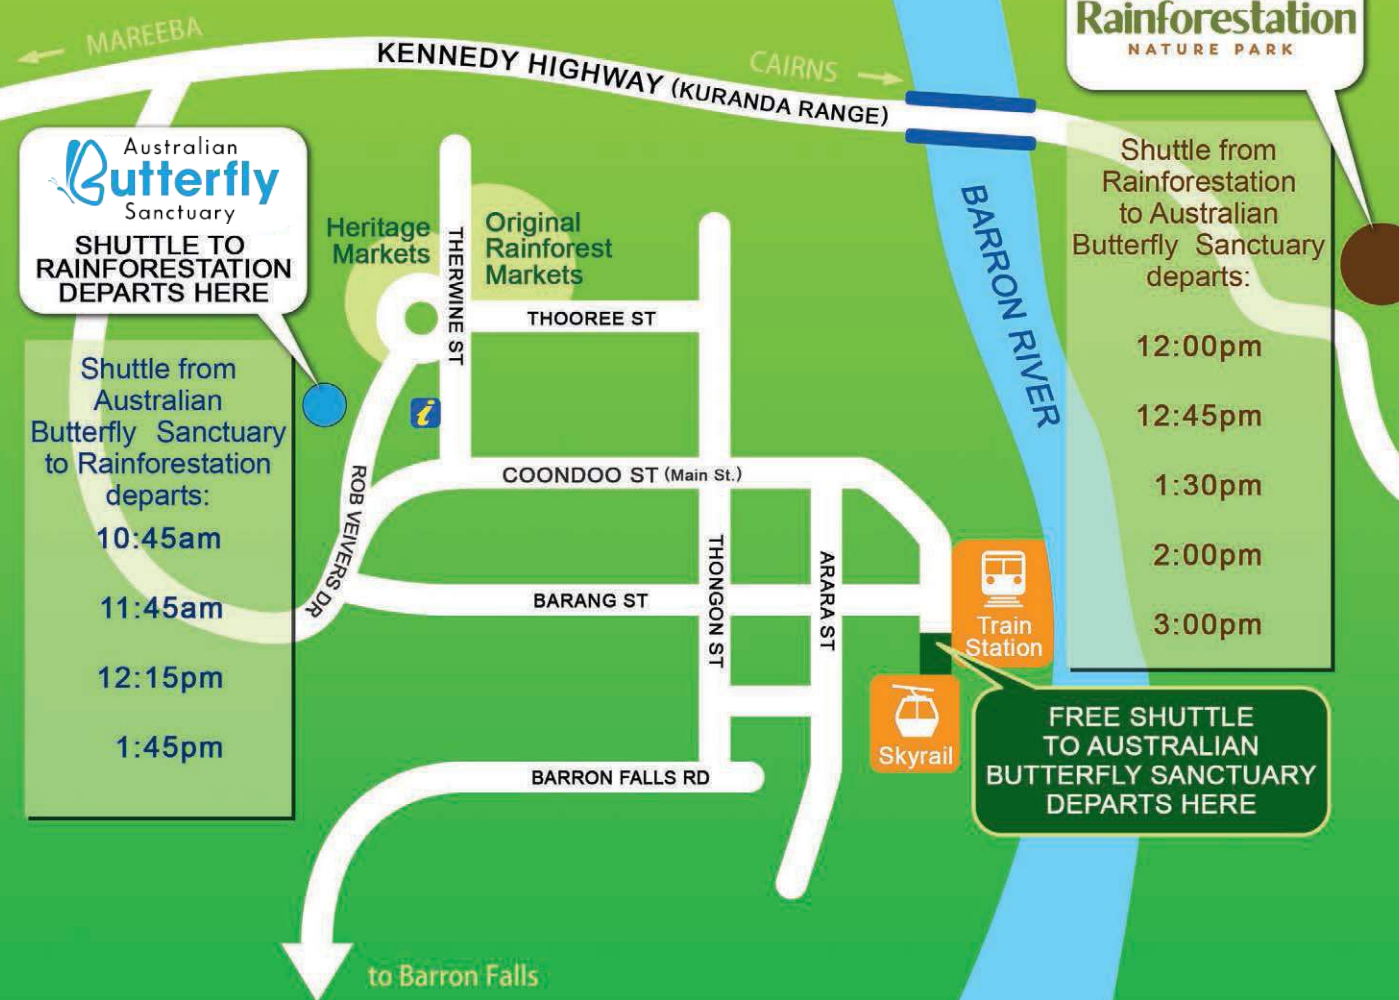 MAREEBA
KENNEDY HIGHWAY (KURANDA RANGE)
CAIRNS
Rainforestation
NATURE PARK
Australian
Butterfly
Sanctuary
SHUTTLE TO
RAINFORESTATION
DEPARTS HERE
Shuttle from
Australian
Butterfly Sanctuary
to Rainforestation
departs:
10:45am
11:45am
12:15pm
1:45pm
Heritage
Markets
THERWINE ST
Original
Rainforest
Markets
THOOREE ST
i
ROB VEIVERS DR
COONDOO ST (Main St.)
BARANG ST
THONGON ST
ARARA ST
BARRON FALLS RD
to Barron Falls
BARRON RIVER
Train
Station
Skyrail
FREE SHUTTLE
TO AUSTRALIAN
BUTTERFLY SANCTUARY
DEPARTS HERE
Shuttle from
Rainforestation
to Australian
Butterfly Sanctuary
departs:
12:00pm
12:45pm
1:30pm
2:00pm
3:00pm